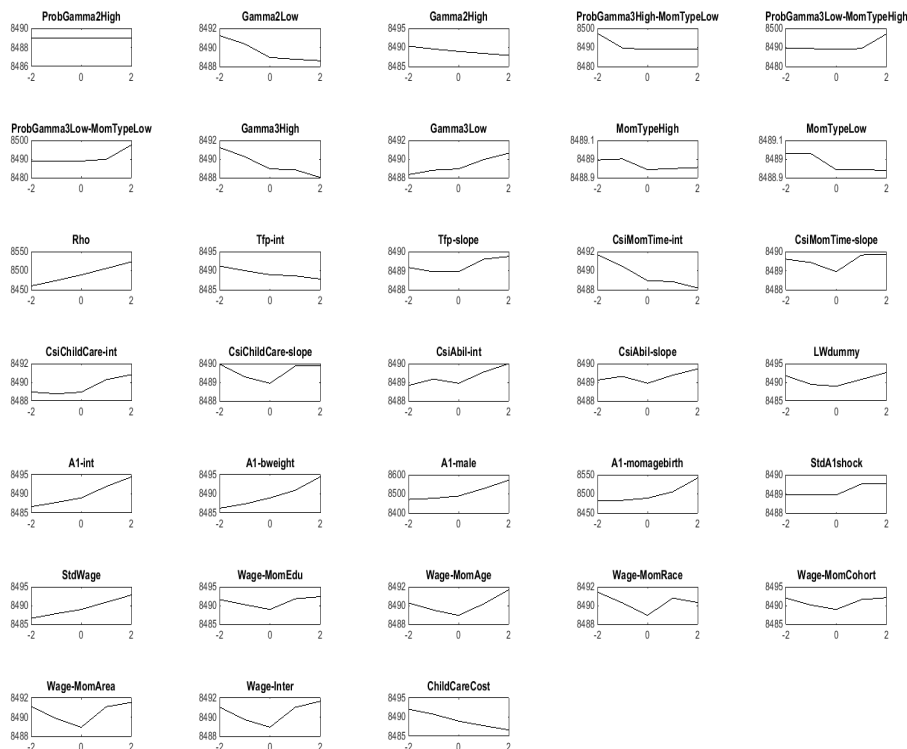 ProbGamma2High
8490
8489
8488
-2 0 2
Gamma2Low
8492
8490
8488
-2 0 2
Gamma2High
8495
8490
8485
-2 0 2
ProbGamma3High-MomTypeLow
8500
8490
8480
-2 0 2
ProbGamma3Low-MomTypeHigh
8500
8490
8480
-2 0 2
ProbGamma3Low-MomTypeLow
8500
8490
8480
-2 0 2
Gamma3High
8492
8490
8488
-2 0 2
Gamma3Low
8492
8490
8488
-2 0 2
MomTypeHigh
8489.1
8489
8488.9
-2 0 2
MomTypeLow
8489.1
8489
8488.9
-2 0 2
Rho
8550
8500
8450
-2 0 2
Tfp-int
8495
8490
8485
-2 0 2
Tfp-slope
8490
8489
8488
-2 0 2
CsiMomTime-int
8492
8490
8488
-2 0 2
CsiMomTime-slope
8490
8489
8488
-2 0 2
CsiChildCare-int
8492
8490
8488
-2 0 2
CsiChildCare-slope
8490
8489
8488
-2 0 2
CsiAbil-int
8490
8489
8488
-2 0 2
CsiAbil-slope
8490
8489
8488
-2 0 2
LWdummy
8495
8490
8485
-2 0 2
A1-int
8495
8490
8485
-2 0 2
A1-bweight
8495
8490
8485
-2 0 2
A1-male
8600
8500
8400
-2 0 2
A1-momagebirth
8550
8500
8450
-2 0 2
StdA1shock
8490
8489
8488
-2 0 2
StdWage
8495
8490
8485
-2 0 2
Wage-MomEdu
8495
8490
8485
-2 0 2
Wage-MomAge
8492
8490
8488
-2 0 2
Wage-MomRace
8492
8490
8488
-2 0 2
Wage-MomCohort
8495
8490
8485
-2 0 2
Wage-MomArea
8492
8490
8488
-2 0 2
Wage-Inter
8492
8490
8488
-2 0 2
ChildCareCost
8495
8490
8485
-2 0 2